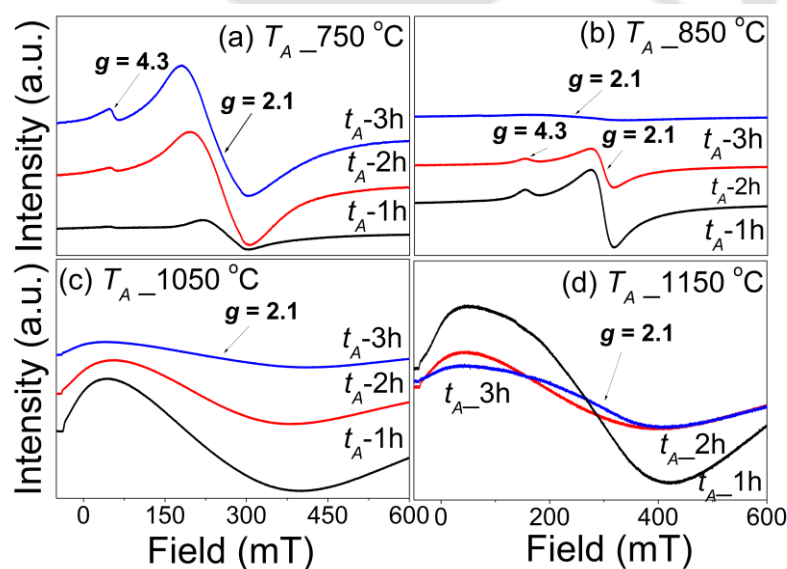 (a) T_A _750 °C
g = 4.3
g = 2.1
t_A-3h
t_A-2h
t_A-1h
Intensity (a.u.)
(b) T_A _850 °C
g = 2.1
g = 4.3
g = 2.1
t_A-3h
t_A-2h
t_A-1h
(c) T_A _1050 °C
g = 2.1
t_A-3h
t_A-2h
t_A-1h
Intensity (a.u.)
0 150 300 450 600
Field (mT)
(d) T_A _1150 °C
g = 2.1
t_A_3h
t_A_2h
t_A_1h
0 200 400 600
Field (mT)